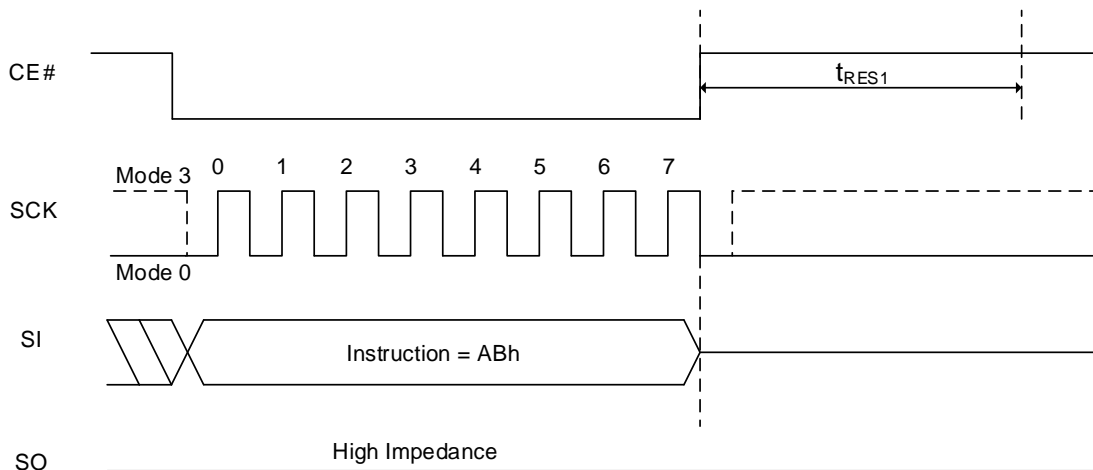 CE#
tRES1
Mode 3
0 1 2 3 4 5 6 7
SCK
Mode 0
SI
Instruction = ABh
High Impedance
SO